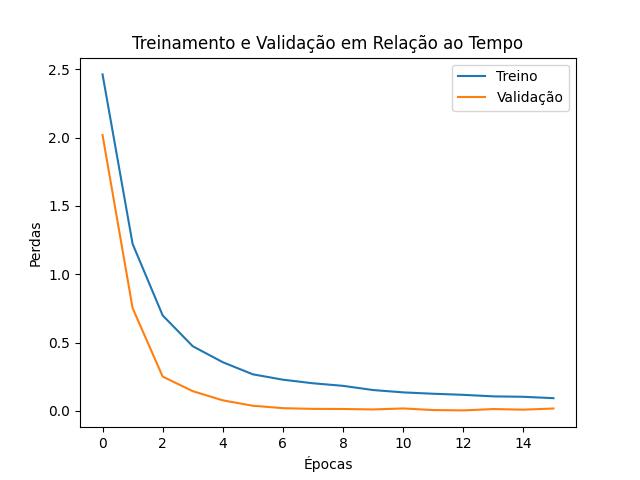 Treinamento e Validação em Relação ao Tempo
Treino
Validação
2.5
2.0
1.5
1.0
0.5
0.0
Perdas
0 2 4 6 8 10 12 14
Épocas